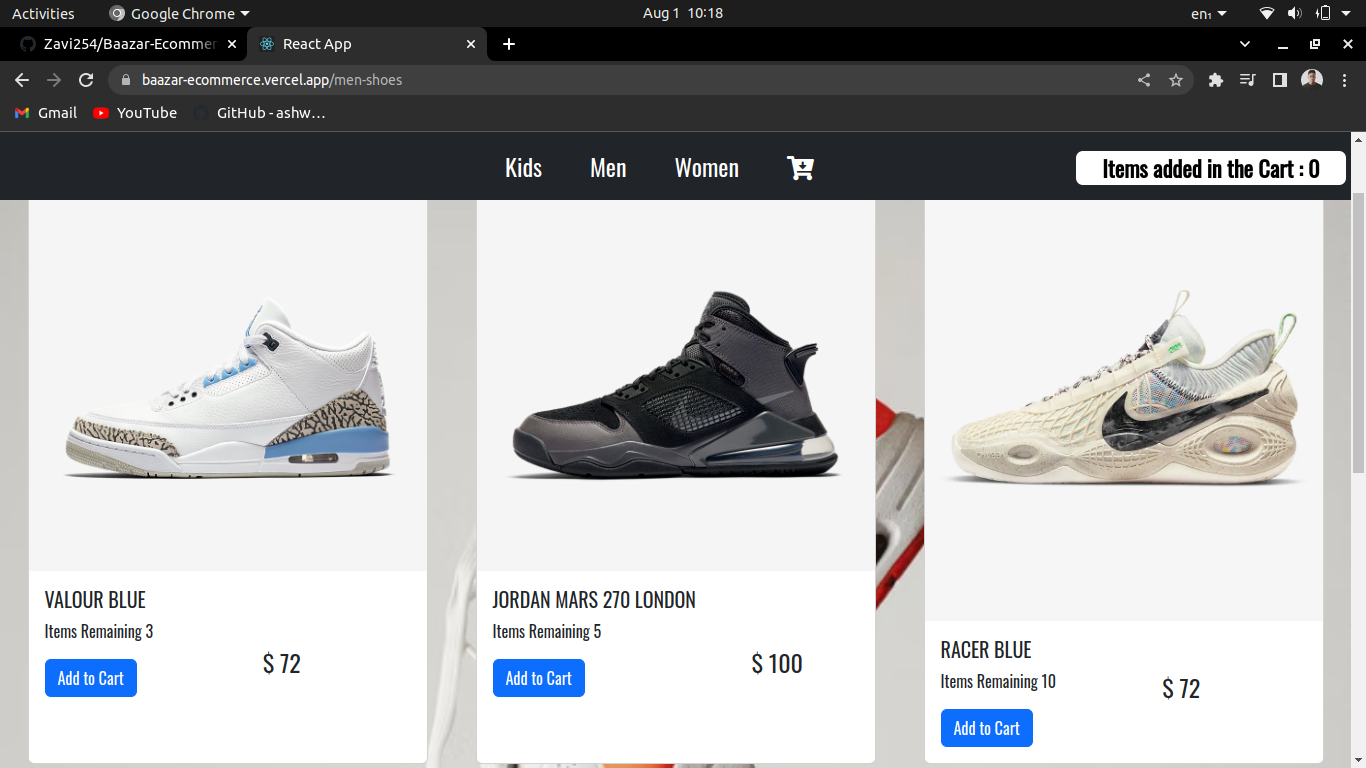 Activities
Google Chrome
Aug 1 10:18
en₁
Zavi254/Baazar-Ecommer
React App
baazar-ecommerce.vercel.app/men-shoes
Gmail
YouTube
GitHub - ashw…
Kids
Men
Women
Items added in the Cart : 0
VALOUR BLUE
Items Remaining 3
$ 72
Add to Cart
JORDAN MARS 270 LONDON
Items Remaining 5
$ 100
Add to Cart
RACER BLUE
Items Remaining 10
$ 72
Add to Cart